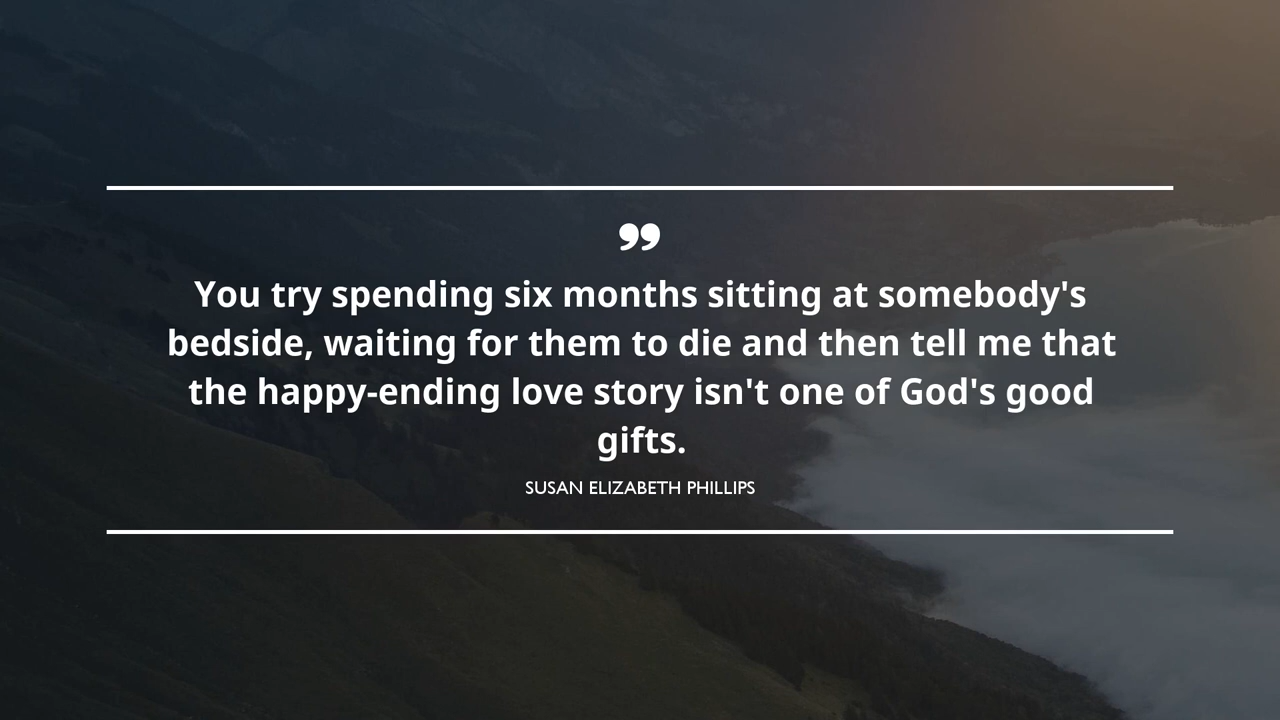 ”
You try spending six months sitting at somebody's
bedside, waiting for them to die and then tell me that
the happy-ending love story isn't one of God's good
gifts.
SUSAN ELIZABETH PHILLIPS